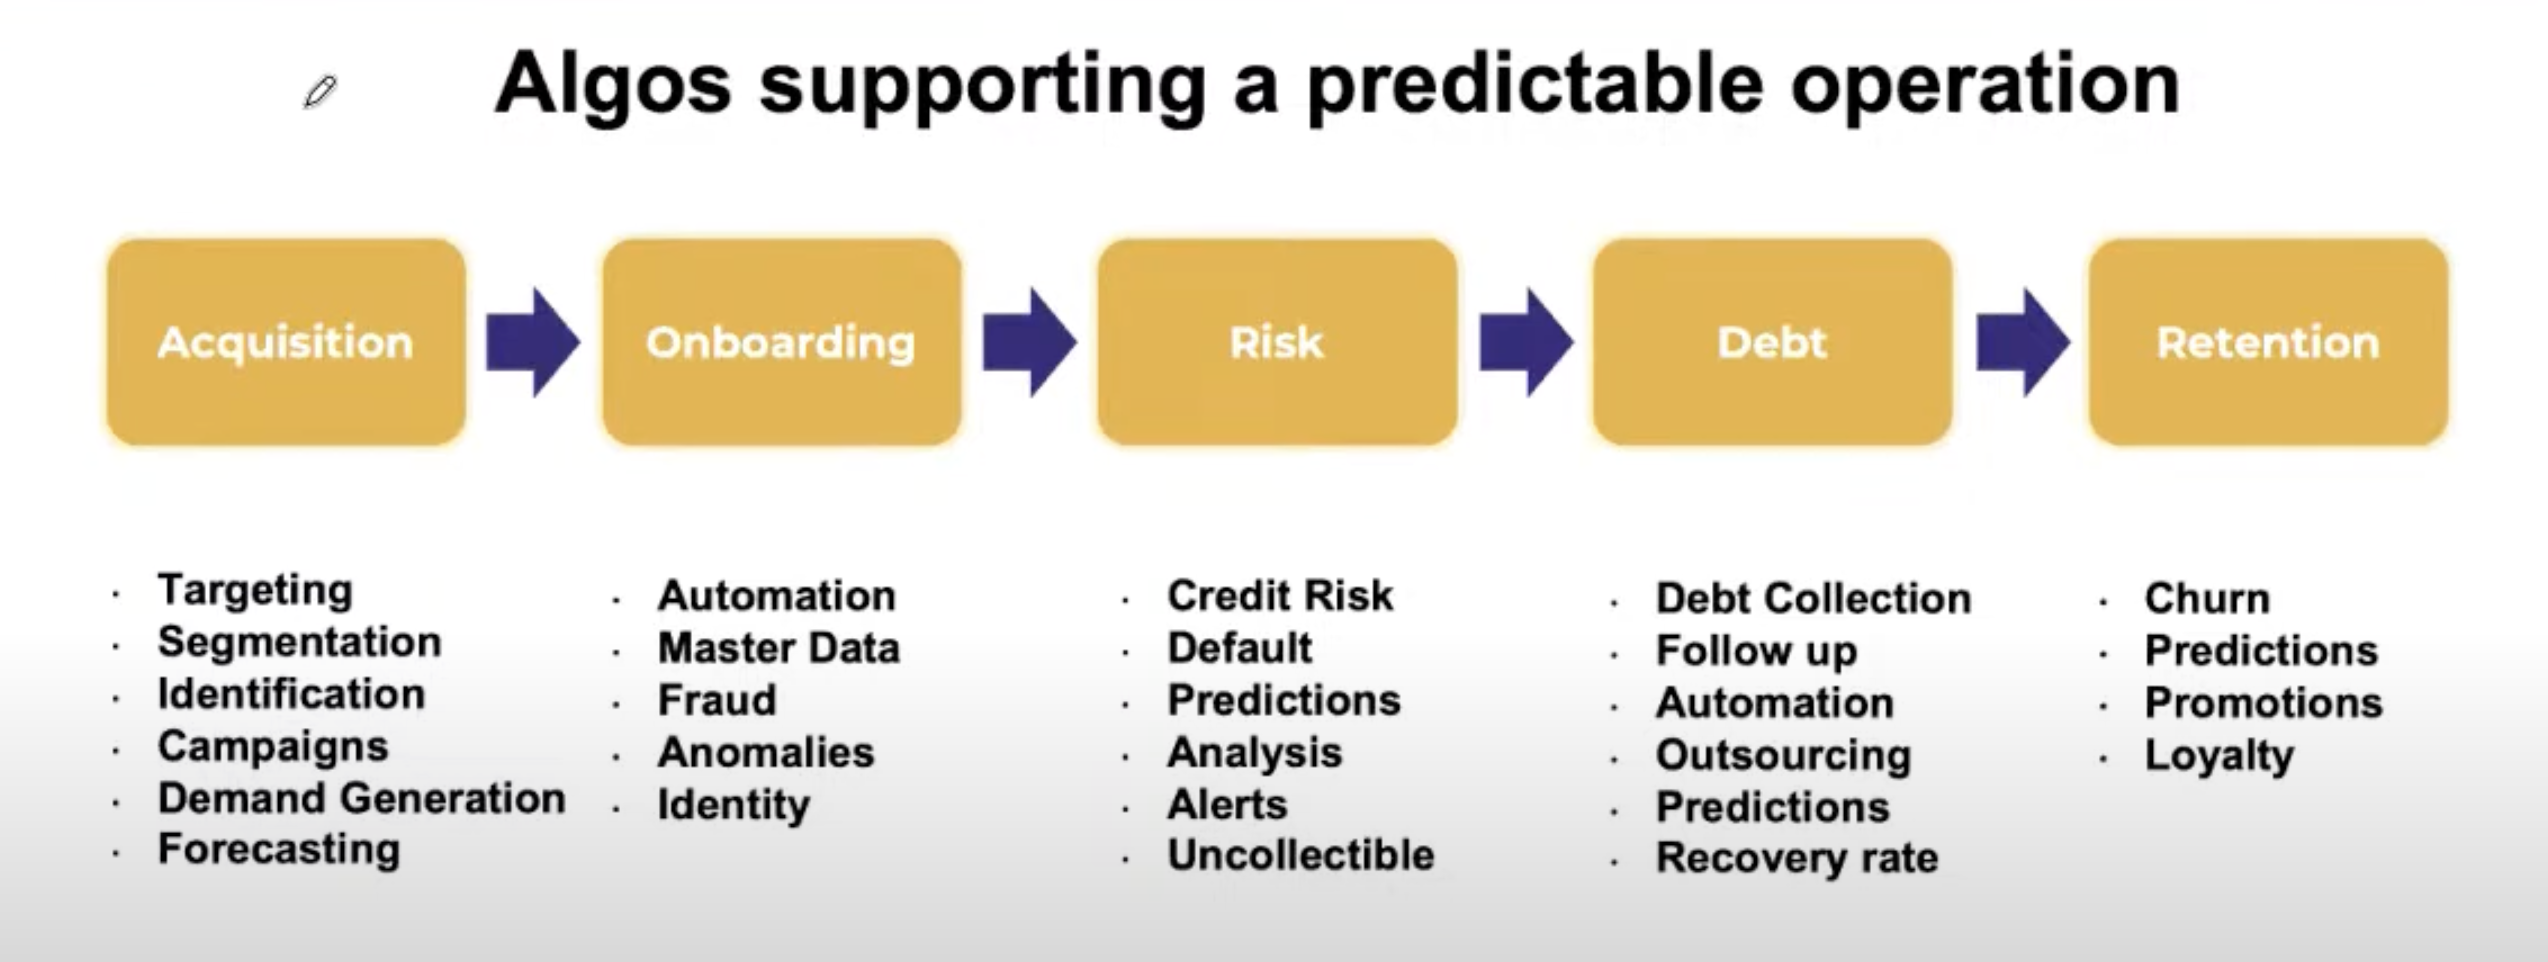 Algos supporting a predictable operation
Acquisition
Onboarding
Risk
Debt
Retention
· Targeting
· Segmentation
· Identification
· Campaigns
· Demand Generation
· Forecasting
· Automation
· Master Data
· Fraud
· Anomalies
· Identity
· Credit Risk
· Default
· Predictions
· Analysis
· Alerts
· Uncollectible
· Debt Collection
· Follow up
· Automation
· Outsourcing
· Predictions
· Recovery rate
· Churn
· Predictions
· Promotions
· Loyalty